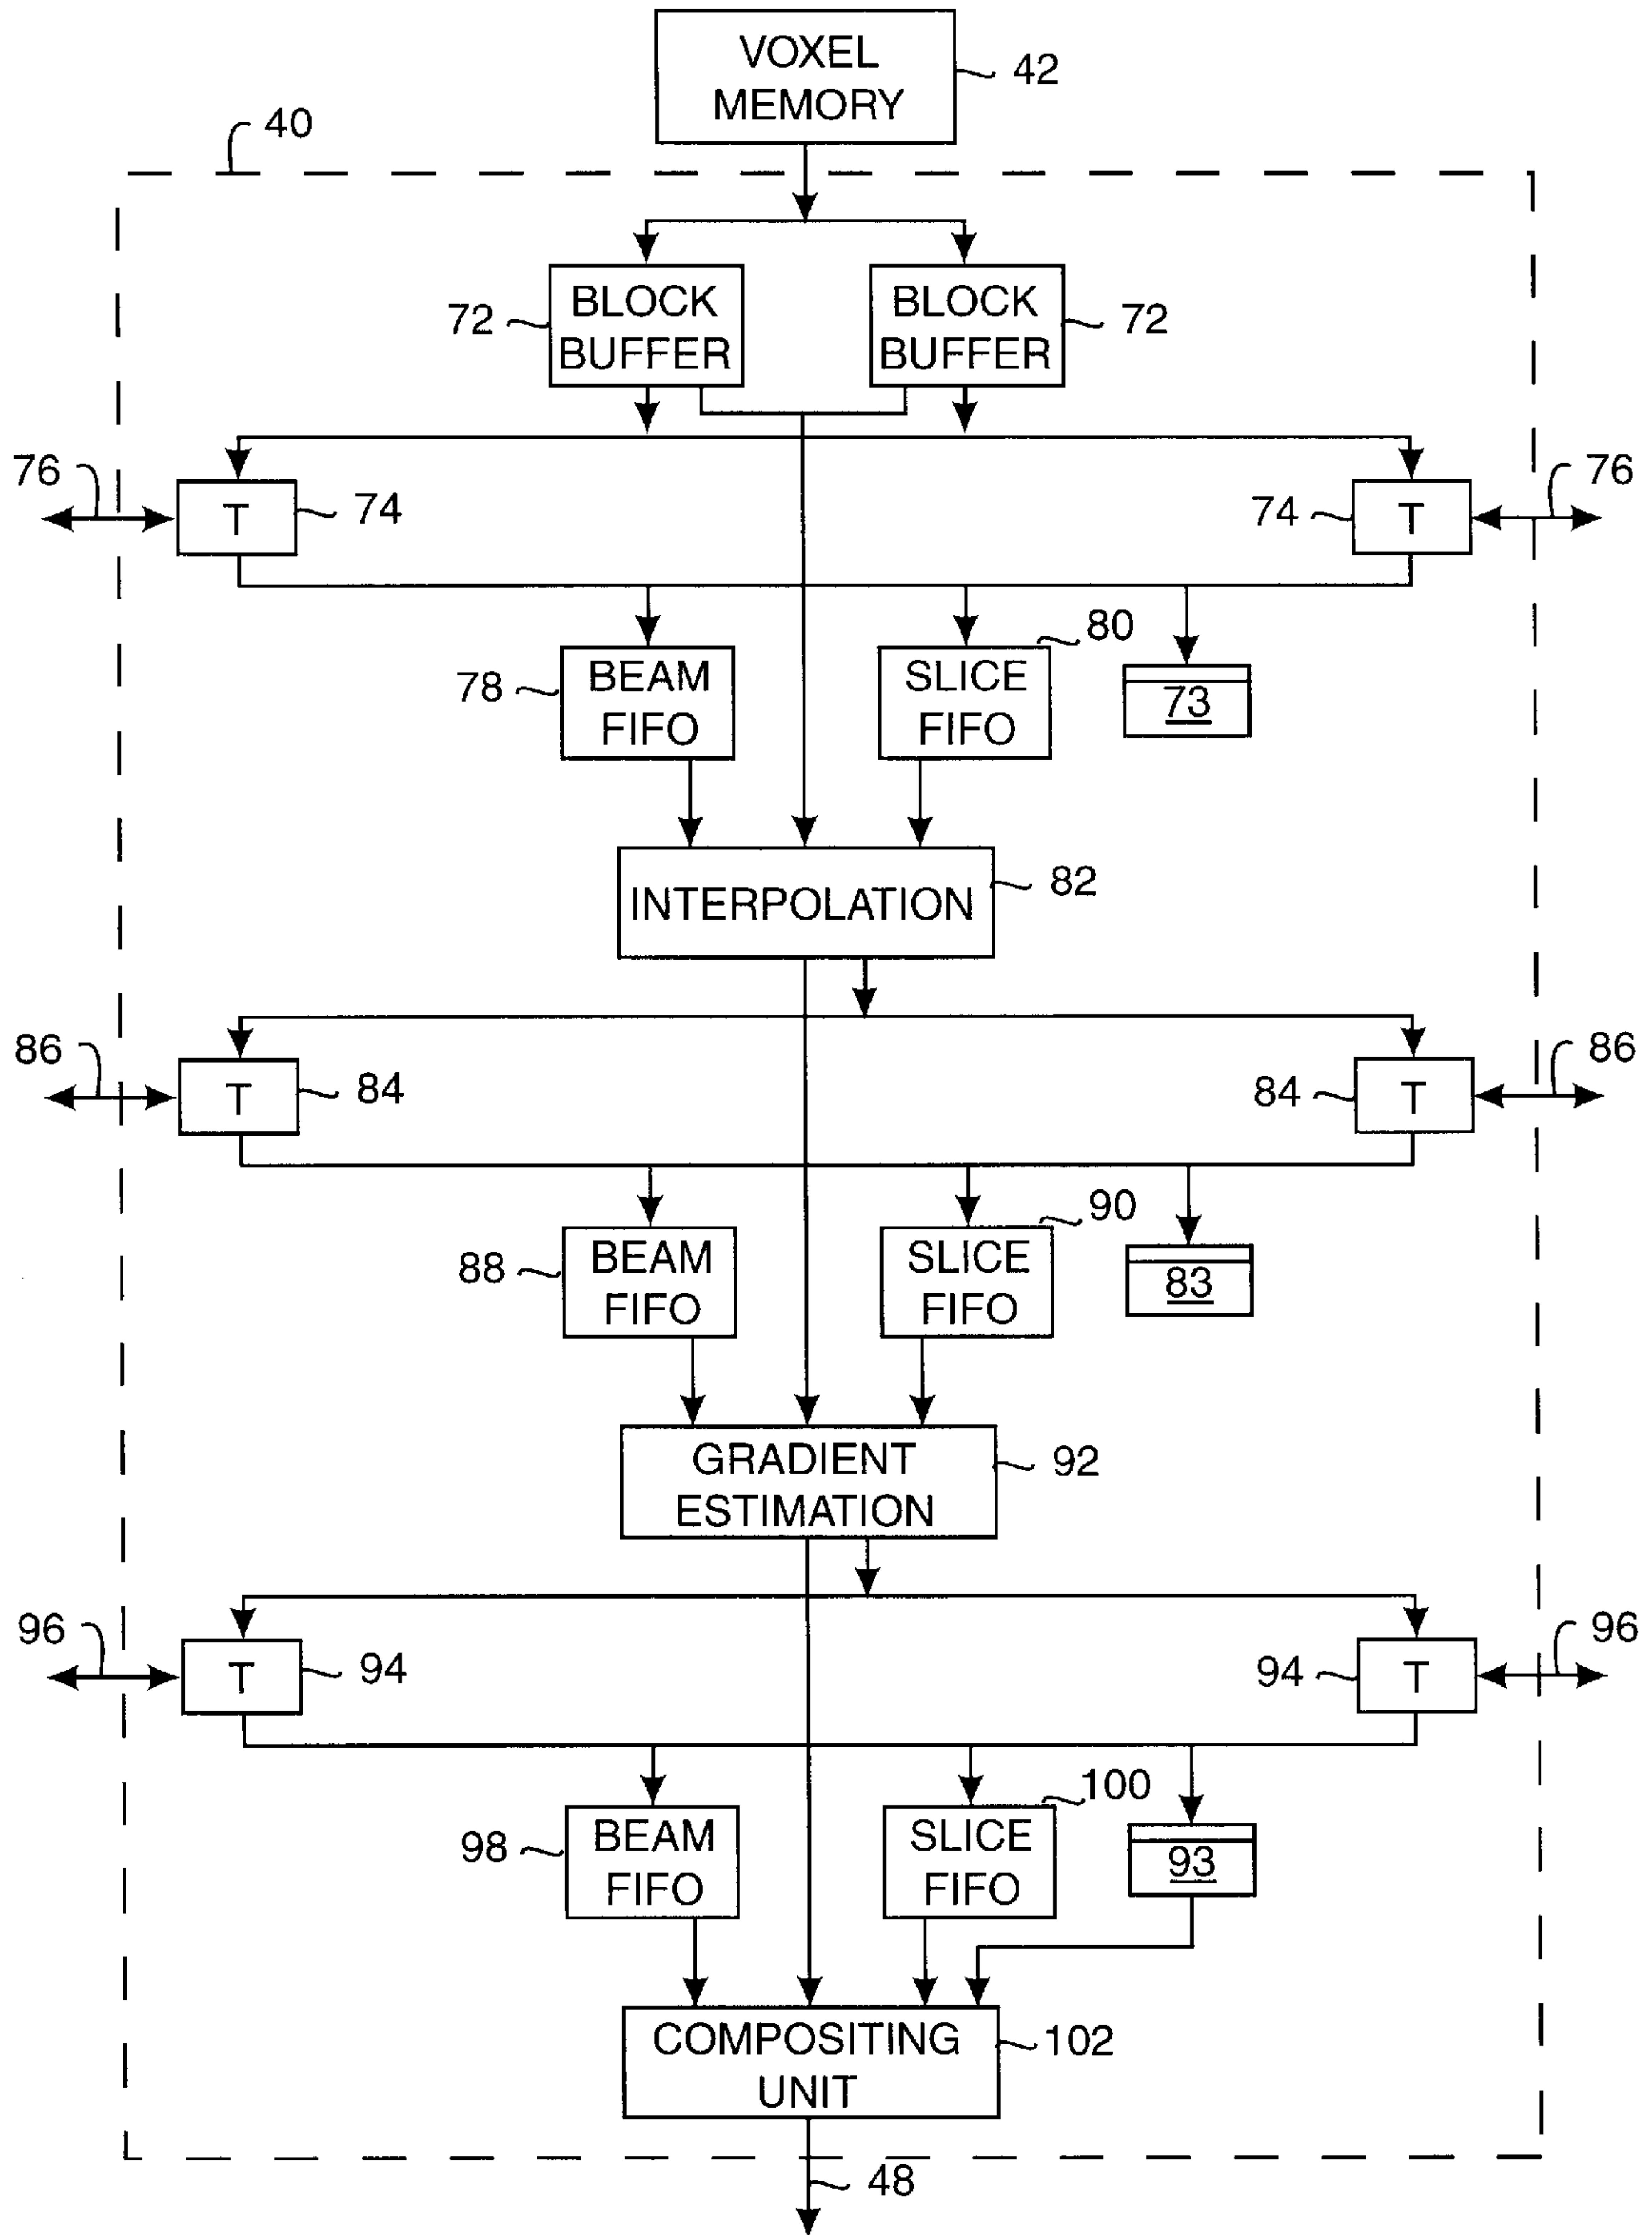 VOXEL
MEMORY
42
40
BLOCK
BUFFER
72
BLOCK
BUFFER
72
76
T
74
74
T
76
78
BEAM
FIFO
80
SLICE
FIFO
73
INTERPOLATION
82
86
T
84
84
T
86
88
BEAM
FIFO
90
SLICE
FIFO
83
GRADIENT
ESTIMATION
92
96
T
94
94
T
96
98
BEAM
FIFO
100
SLICE
FIFO
93
COMPOSITING
UNIT
102
48